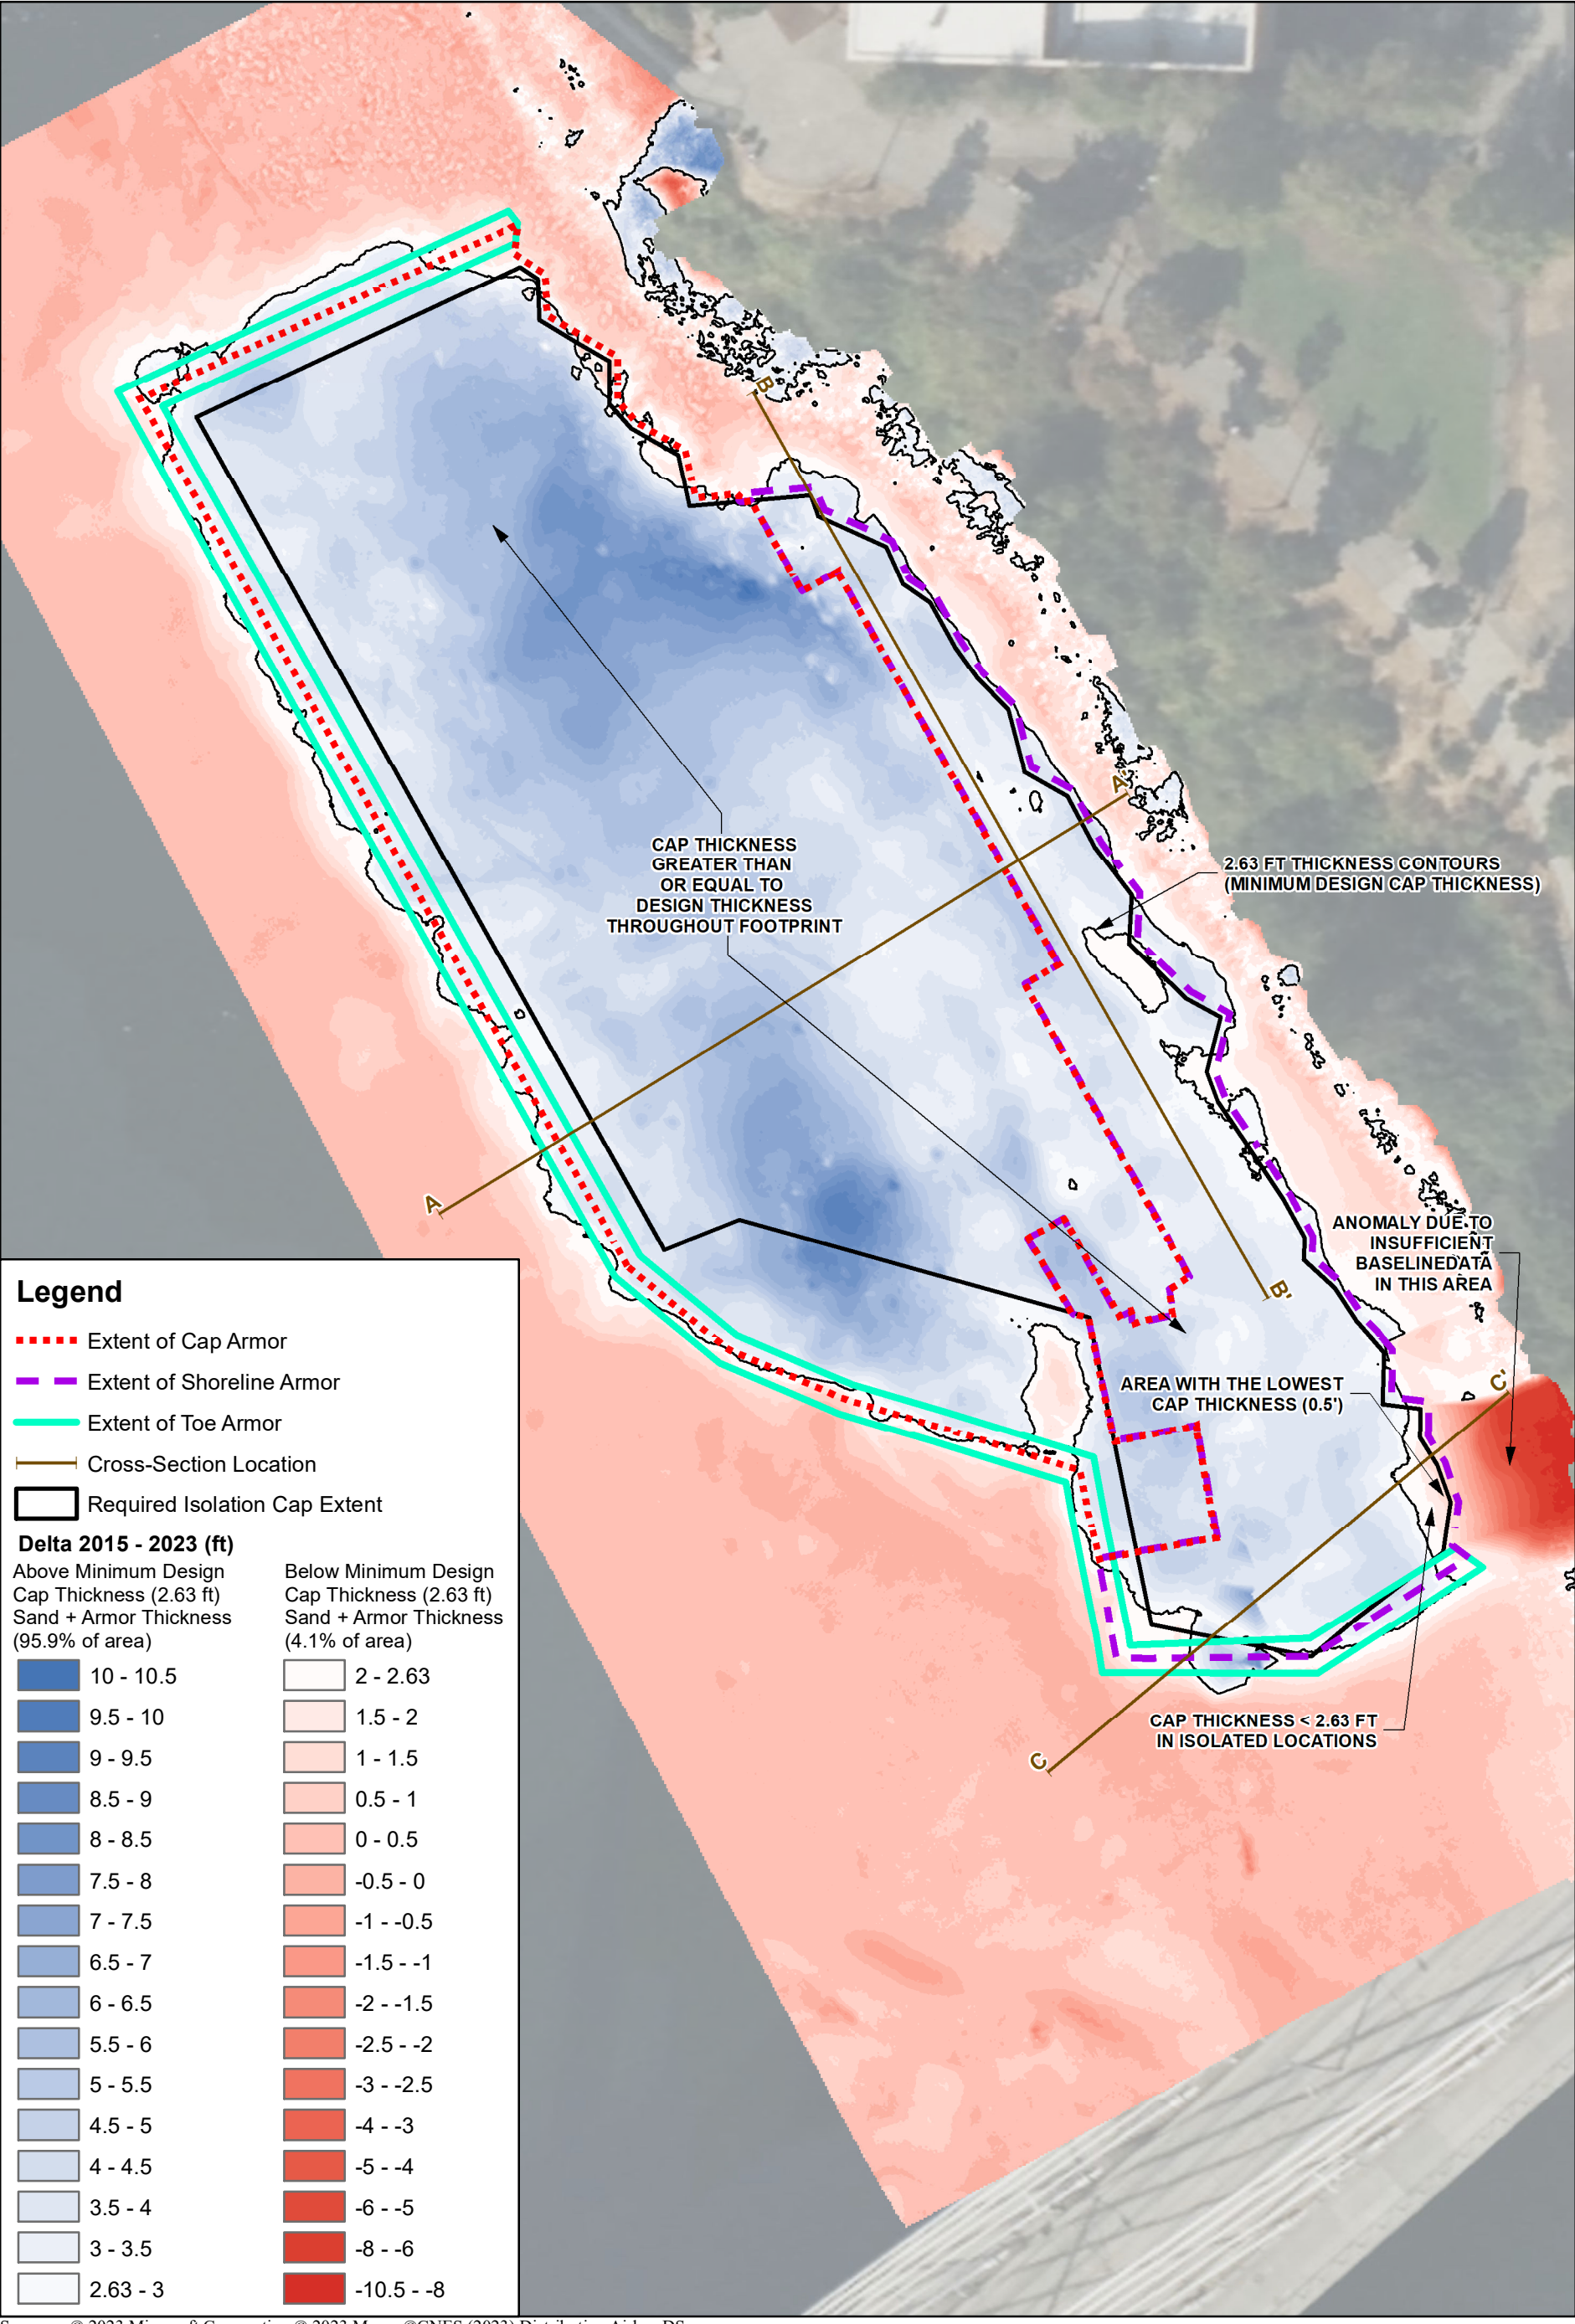 B
A'
CAP THICKNESS
GREATER THAN
OR EQUAL TO
DESIGN THICKNESS
THROUGHOUT FOOTPRINT
2.63 FT THICKNESS CONTOURS
(MINIMUM DESIGN CAP THICKNESS)
A
ANOMALY DUE TO
INSUFFICIENT
BASELINEDATA
IN THIS AREA
B'
AREA WITH THE LOWEST
CAP THICKNESS (0.5')
C'
CAP THICKNESS < 2.63 FT
IN ISOLATED LOCATIONS
C
Legend
Extent of Cap Armor
Extent of Shoreline Armor
Extent of Toe Armor
Cross-Section Location
Required Isolation Cap Extent
Delta 2015 - 2023 (ft)
Above Minimum Design
Cap Thickness (2.63 ft)
Sand + Armor Thickness
(95.9% of area)
10 - 10.5
9.5 - 10
9 - 9.5
8.5 - 9
8 - 8.5
7.5 - 8
7 - 7.5
6.5 - 7
6 - 6.5
5.5 - 6
5 - 5.5
4.5 - 5
4 - 4.5
3.5 - 4
3 - 3.5
2.63 - 3
Below Minimum Design
Cap Thickness (2.63 ft)
Sand + Armor Thickness
(4.1% of area)
2 - 2.63
1.5 - 2
1 - 1.5
0.5 - 1
0 - 0.5
-0.5 - 0
-1 - -0.5
-1.5 - -1
-2 - -1.5
-2.5 - -2
-3 - -2.5
-4 - -3
-5 - -4
-6 - -5
-8 - -6
-10.5 - -8